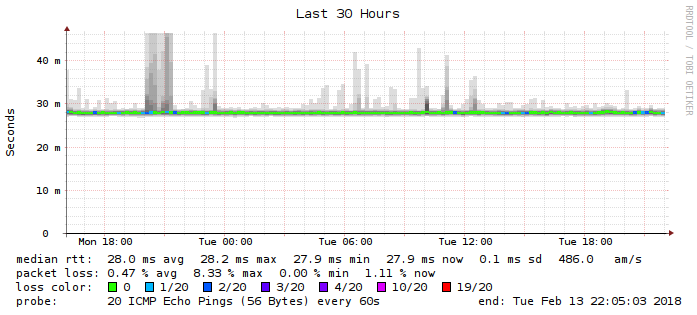 Last 30 Hours
RRDTOOL / TOBI OETIKER
Seconds
40 m
30 m
20 m
10 m
0
Mon 18:00 Tue 00:00 Tue 06:00 Tue 12:00 Tue 18:00
median rtt: 28.0 ms avg 28.2 ms max 27.9 ms min 27.9 ms now 0.1 ms sd 486.0 am/s
packet loss: 0.47 % avg 8.33 % max 0.00 % min 1.11 % now
loss color: 0 1/20 2/20 3/20 4/20 10/20 19/20
probe: 20 ICMP Echo Pings (56 Bytes) every 60s end: Tue Feb 13 22:05:03 2018